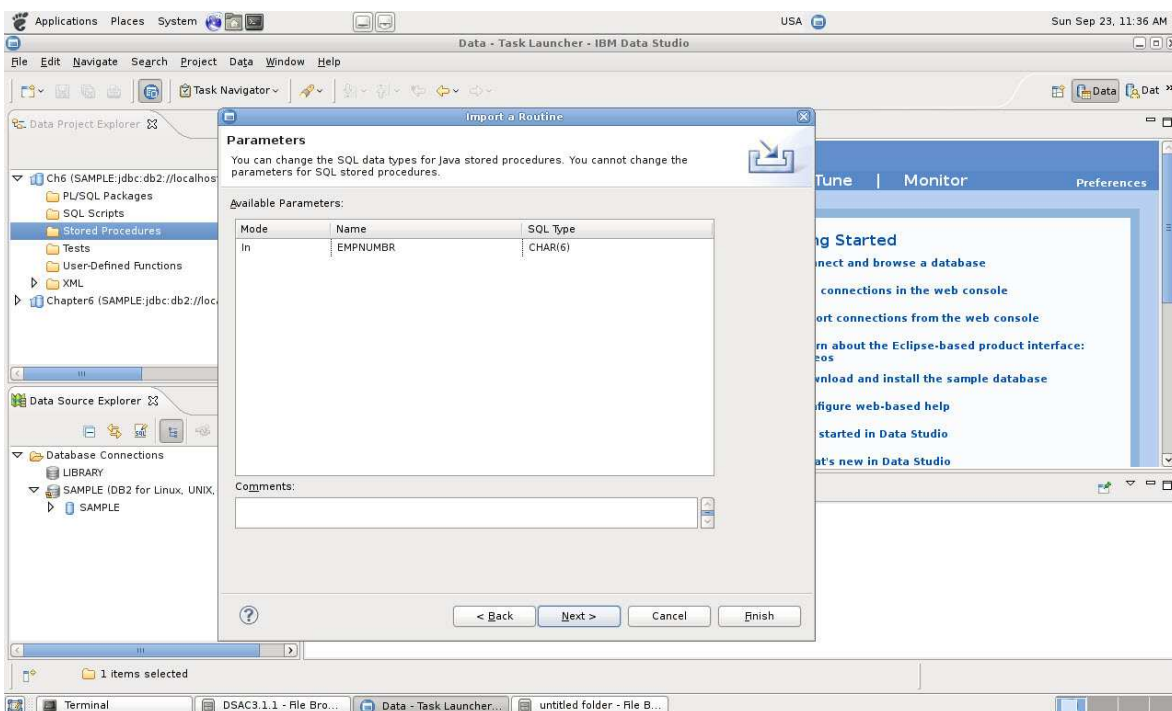 Applications Places System
USA
Sun Sep 23, 11:36 AM
Data - Task Launcher - IBM Data Studio
File Edit Navigate Search Project Data Window Help
Task Navigator
Data
Dat
Data Project Explorer
Ch6 (SAMPLE:jdbc:db2://localhos
PL/SQL Packages
SQL Scripts
Stored Procedures
Tests
User-Defined Functions
XML
Chapter6 (SAMPLE:jdbc:db2://loc
Data Source Explorer
Database Connections
LIBRARY
SAMPLE (DB2 for Linux, UNIX,
SAMPLE
Import a Routine
Parameters
You can change the SQL data types for Java stored procedures. You cannot change the
parameters for SQL stored procedures.
Available Parameters:
Mode Name SQL Type
In EMPNUMBR CHAR(6)
Comments:
< Back Next > Cancel Finish
Tune | Monitor
Preferences
ng Started
nnect and browse a database
connections in the web console
ort connections from the web console
rn about the Eclipse-based product interface:
eos
wnload and install the sample database
nfigure web-based help
started in Data Studio
at's new in Data Studio
1 items selected
Terminal
DSAC3.1.1 - File Bro...
Data - Task Launcher...
untitled folder - File B...